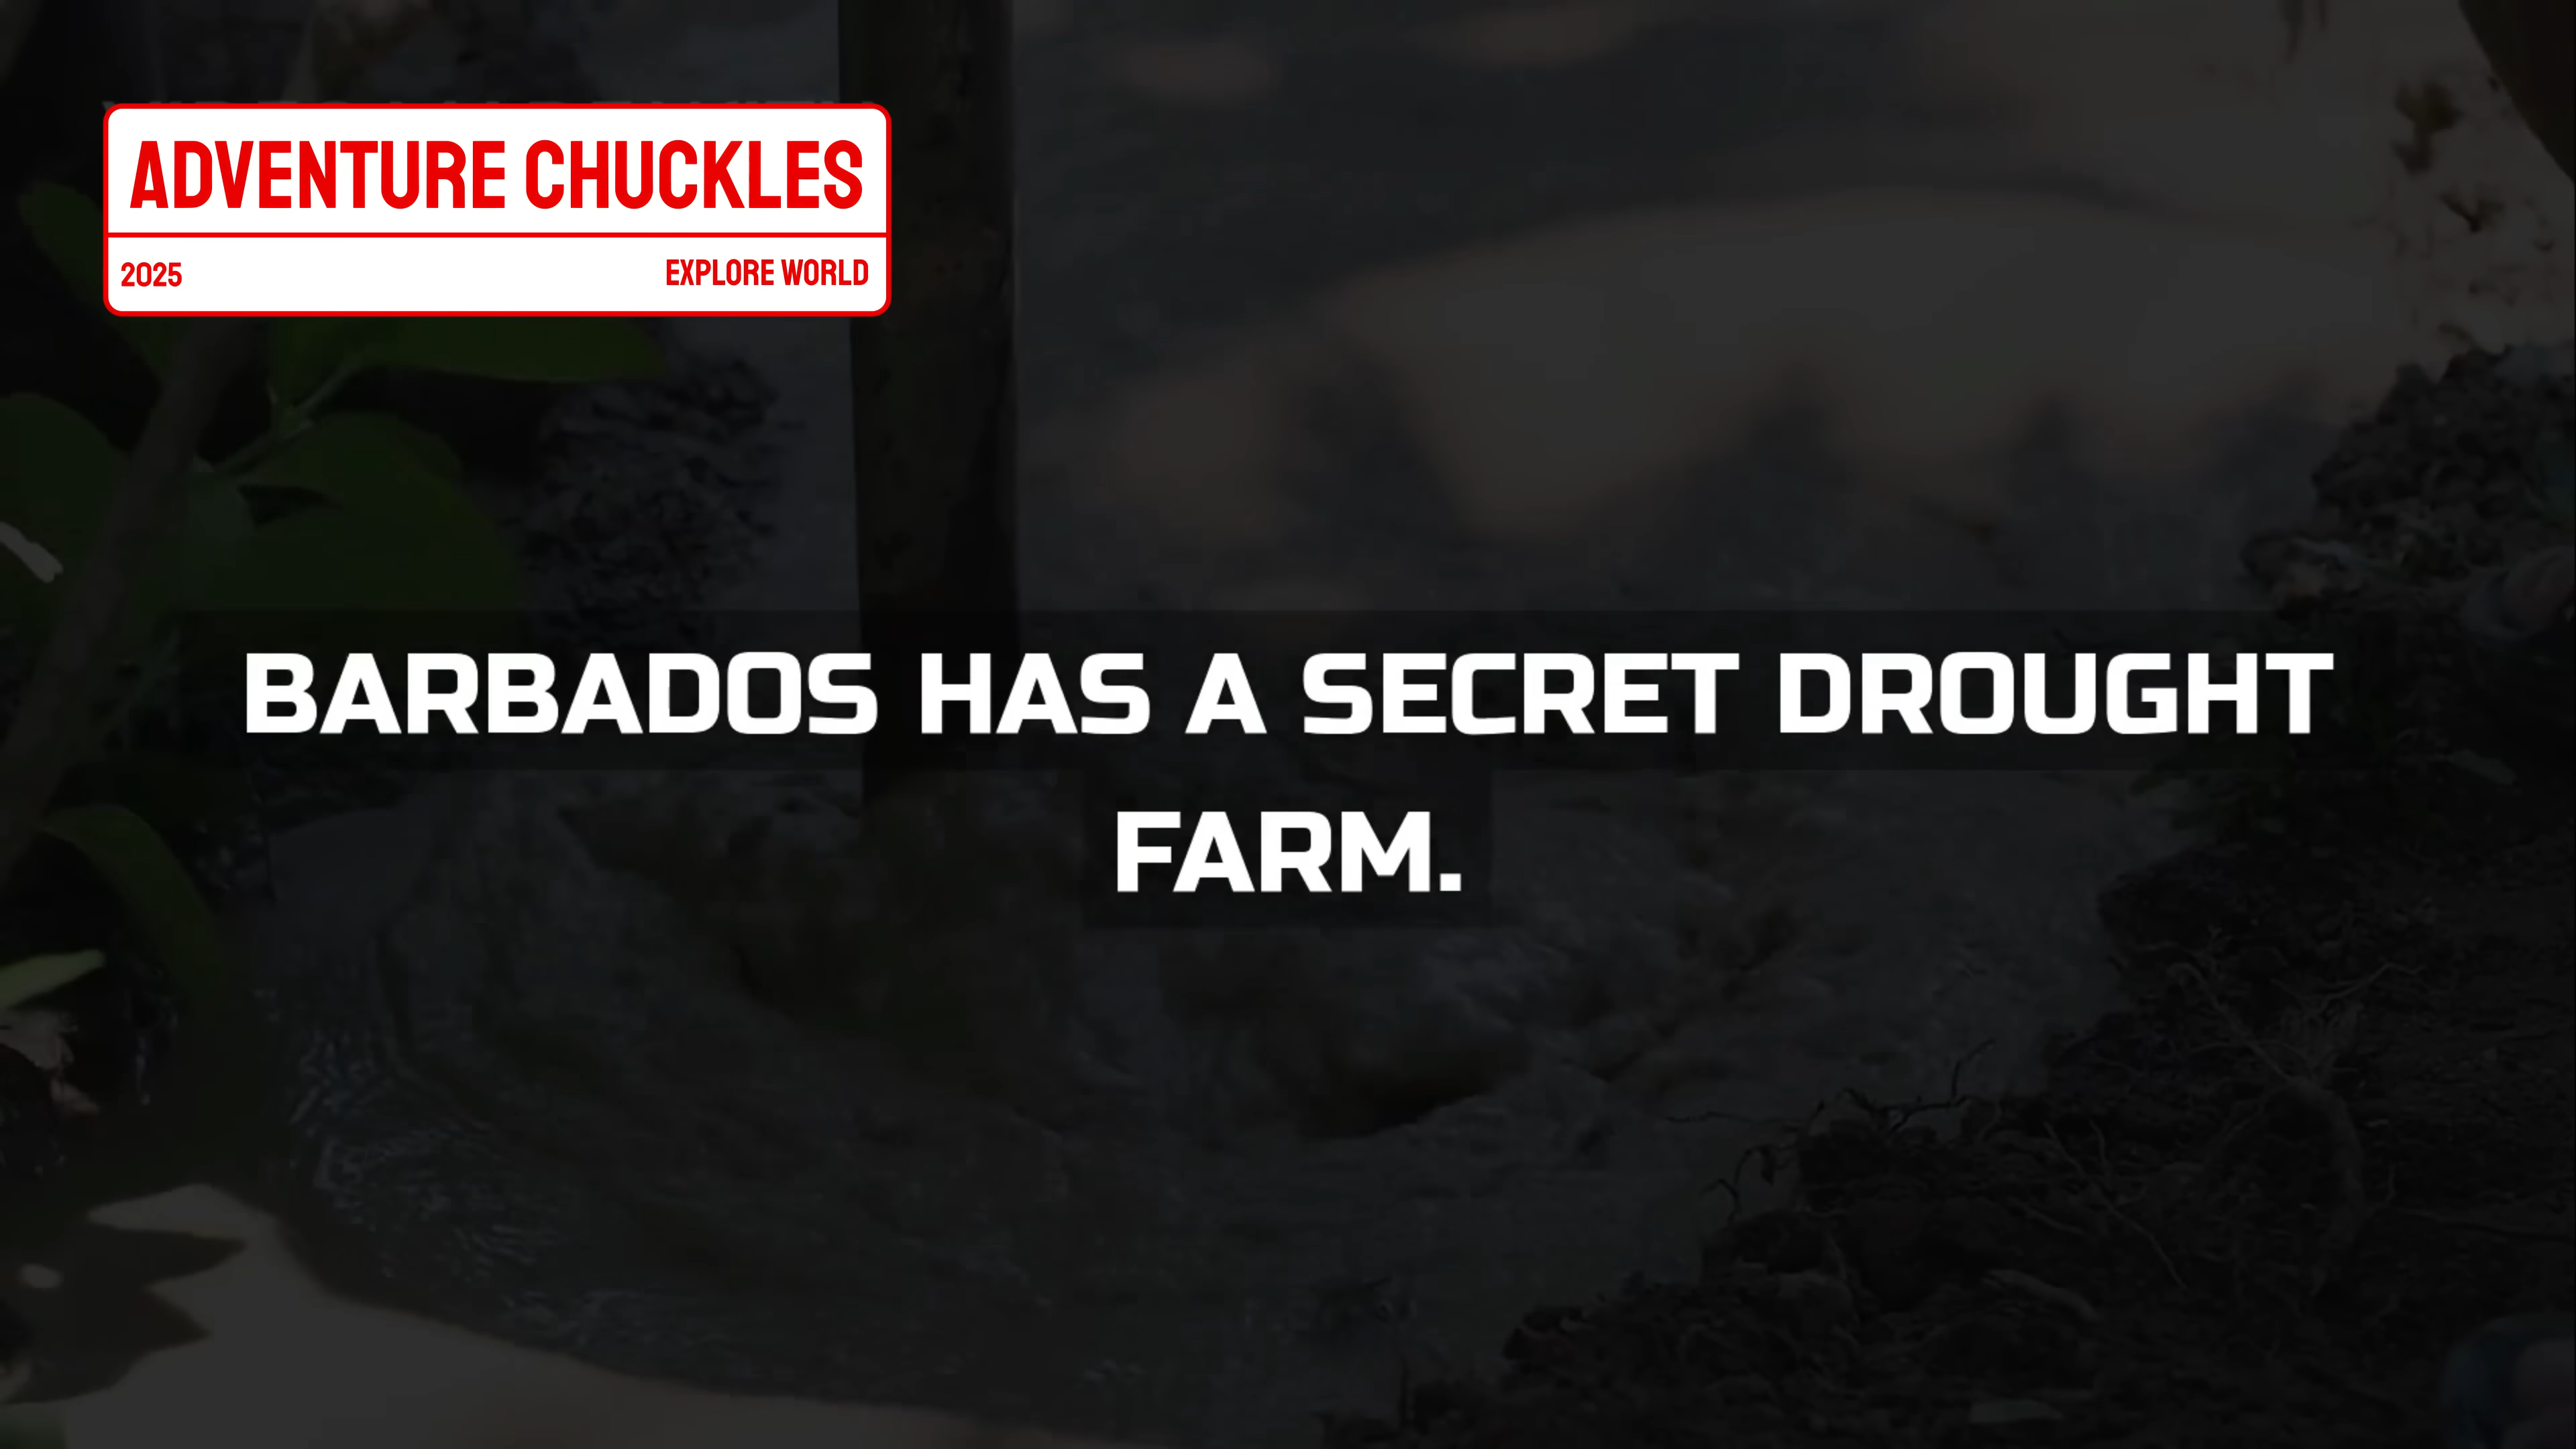 ADVENTURE CHUCKLES
2025
EXPLORE WORLD
BARBADOS HAS A SECRET DROUGHT
FARM.